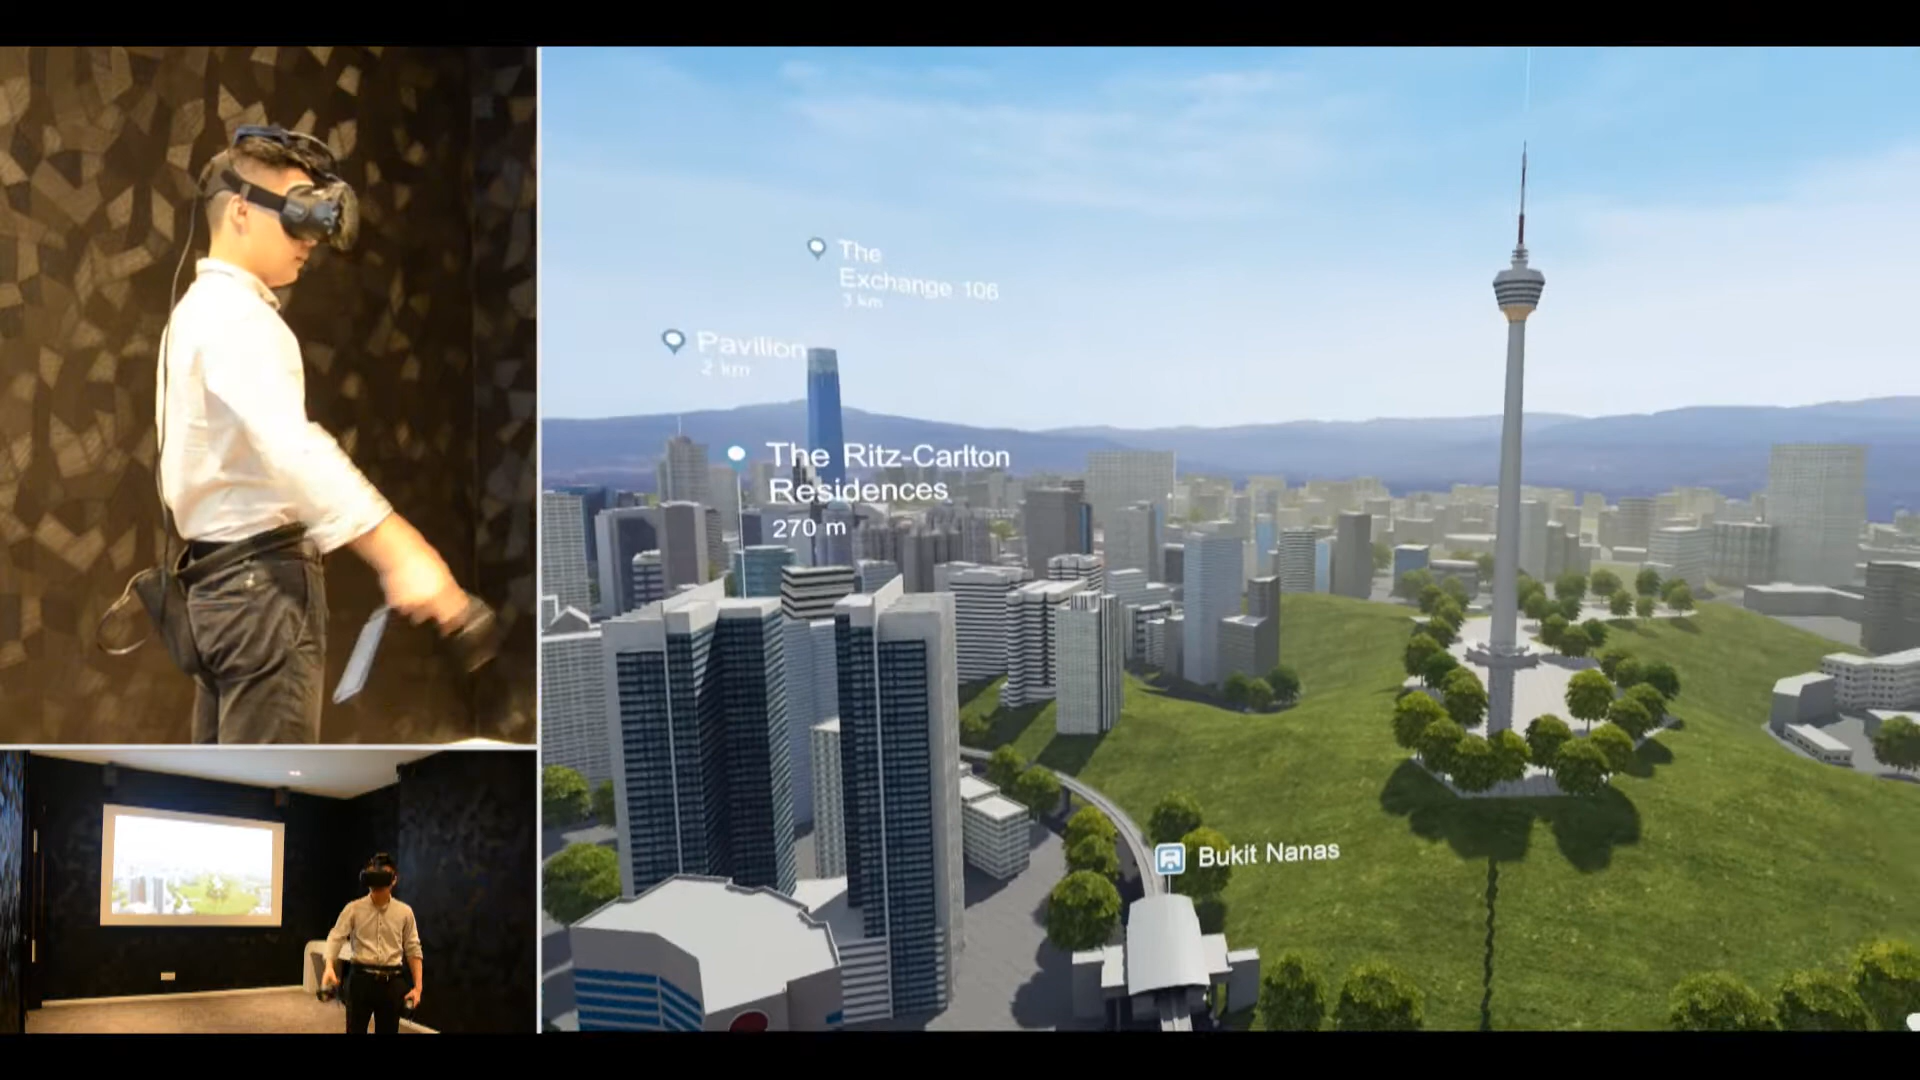 The
Exchange 106
3 km
Pavilion
2 km
The Ritz-Carlton
Residences
270 m
Bukit Nanas